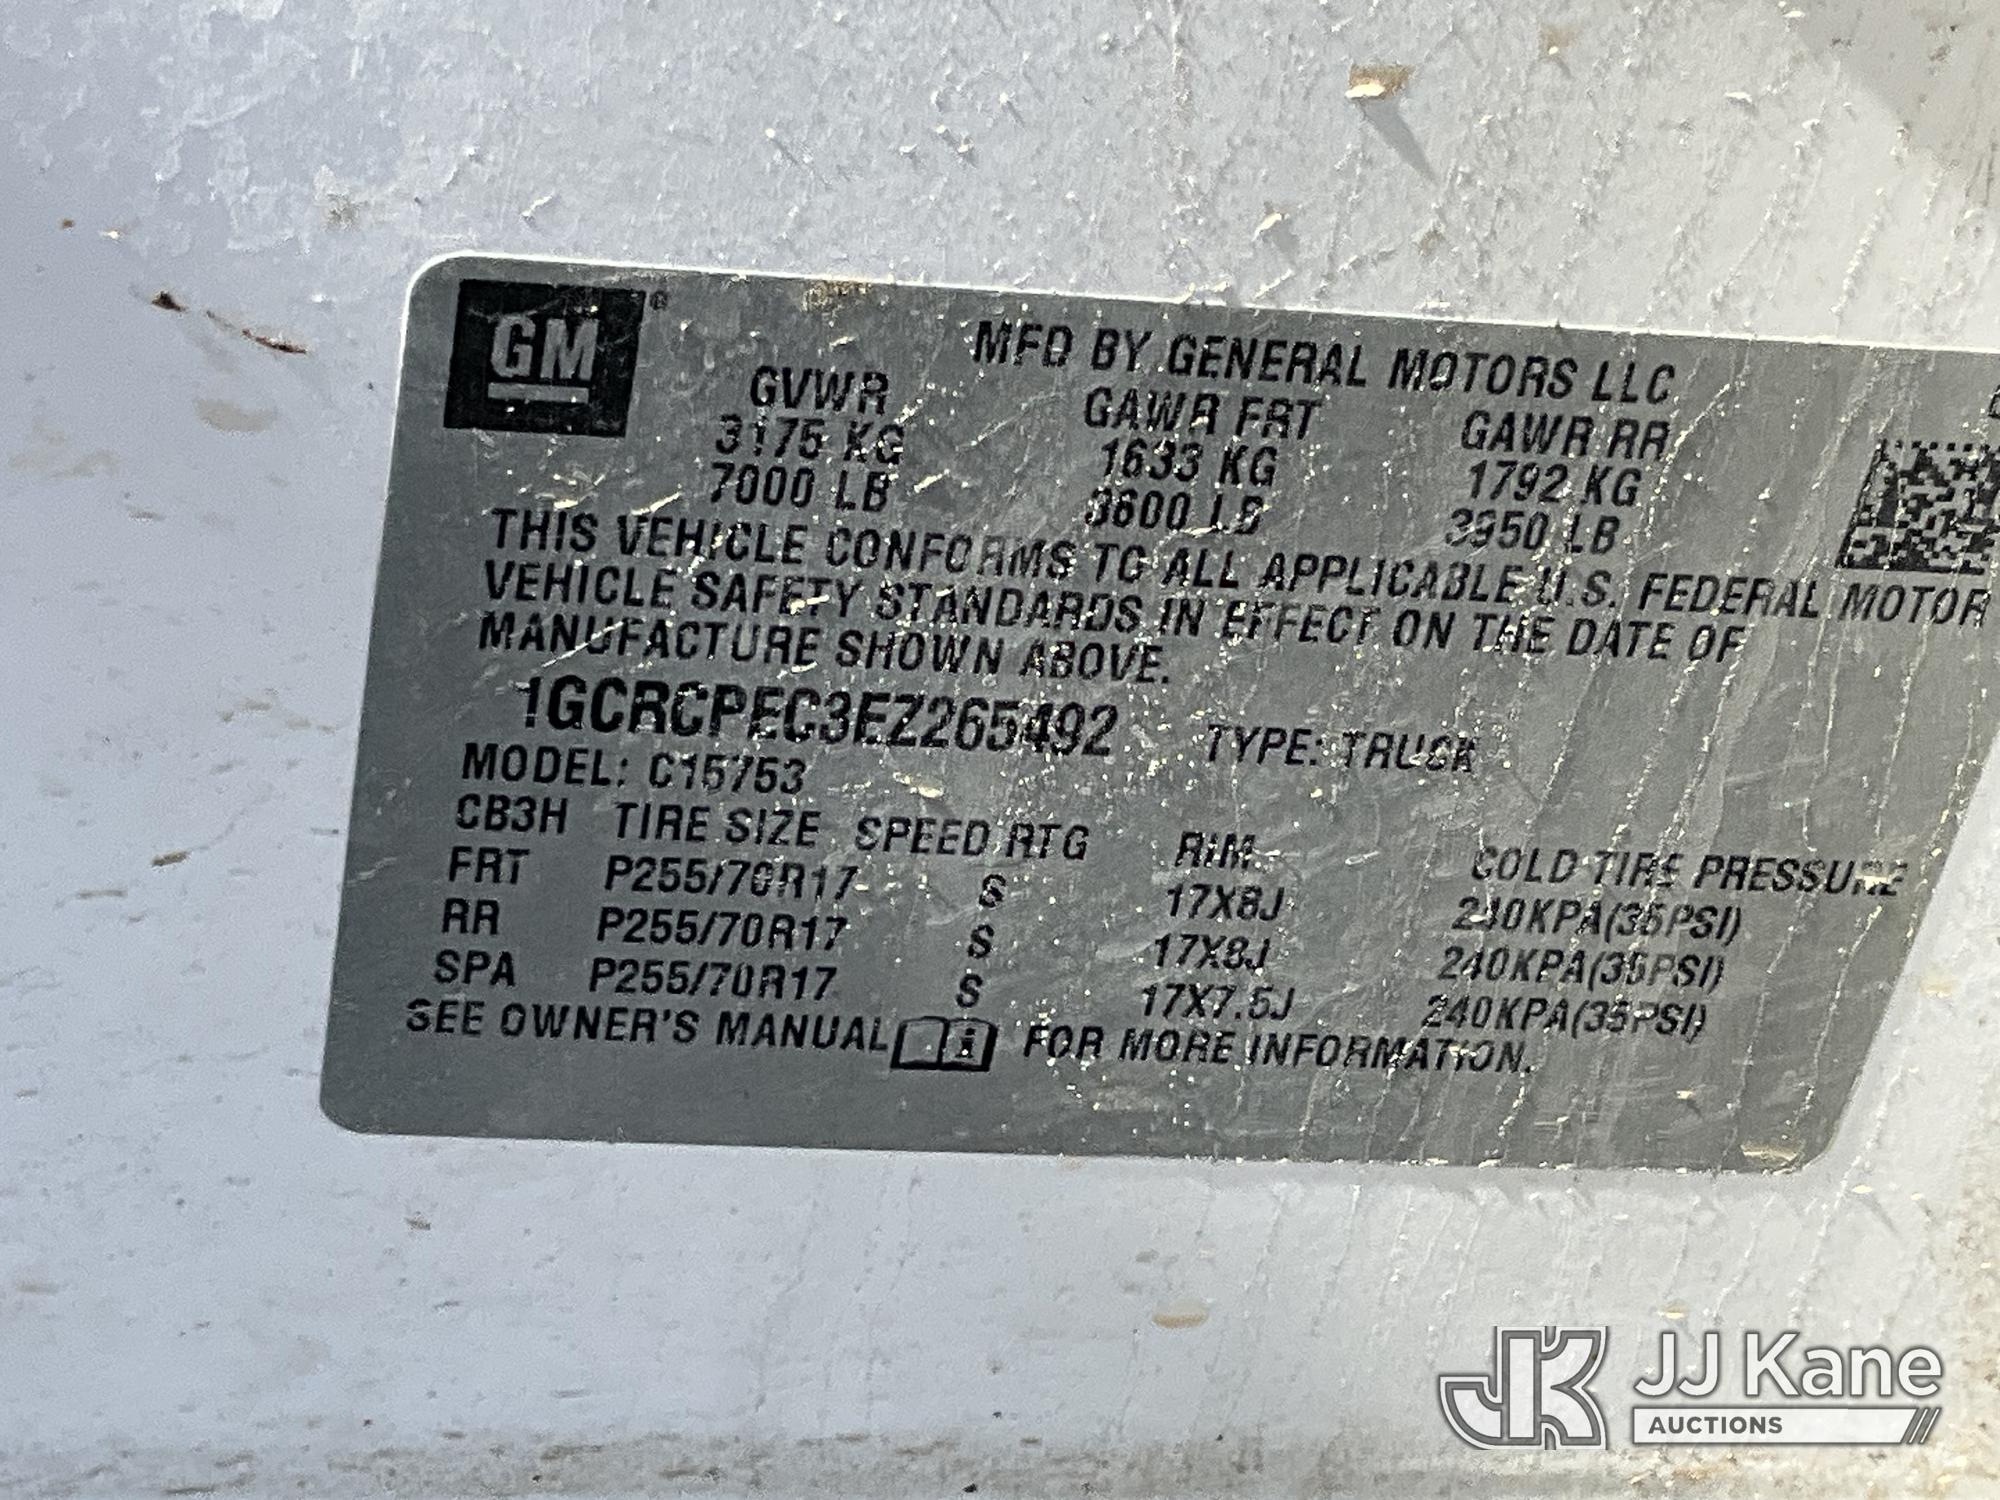 GM ®
MFD BY GENERAL MOTORS LLC
GVWR GAWR FRT GAWR RR
3175 KG 1633 KG 1792 KG
7000 LB 3600 LB 3950 LB
THIS VEHICLE CONFORMS TO ALL APPLICABLE U.S. FEDERAL MOTOR
VEHICLE SAFETY STANDARDS IN EFFECT ON THE DATE OF
MANUFACTURE SHOWN ABOVE.
1GCRCPEC3EZ265492 TYPE: TRUCK
MODEL: C15753
CB3H TIRE SIZE SPEED RTG RIM COLD TIRE PRESSURE
FRT P255/70R17 S 17X8J 240KPA(35PSI)
RR P255/70R17 S 17X8J 240KPA(35PSI)
SPA P255/70R17 S 17X7.5J 240KPA(35PSI)
SEE OWNER'S MANUAL FOR MORE INFORMATION.
JK JJ Kane
AUCTIONS